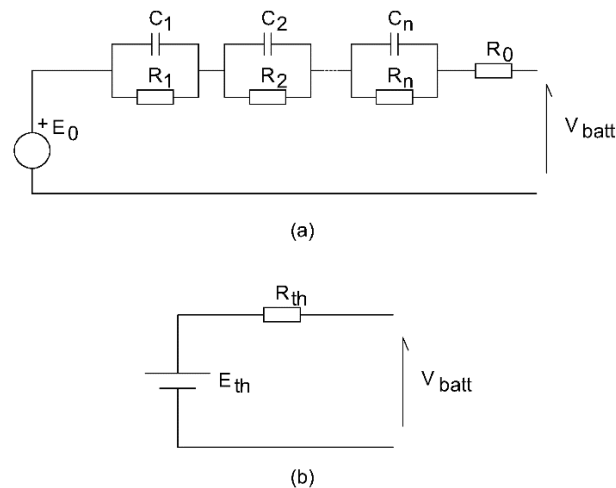 C1 C2 Cn
R0
R1 R2 Rn
+ E0
Vbatt
(a)
Rth
Eth
Vbatt
(b)